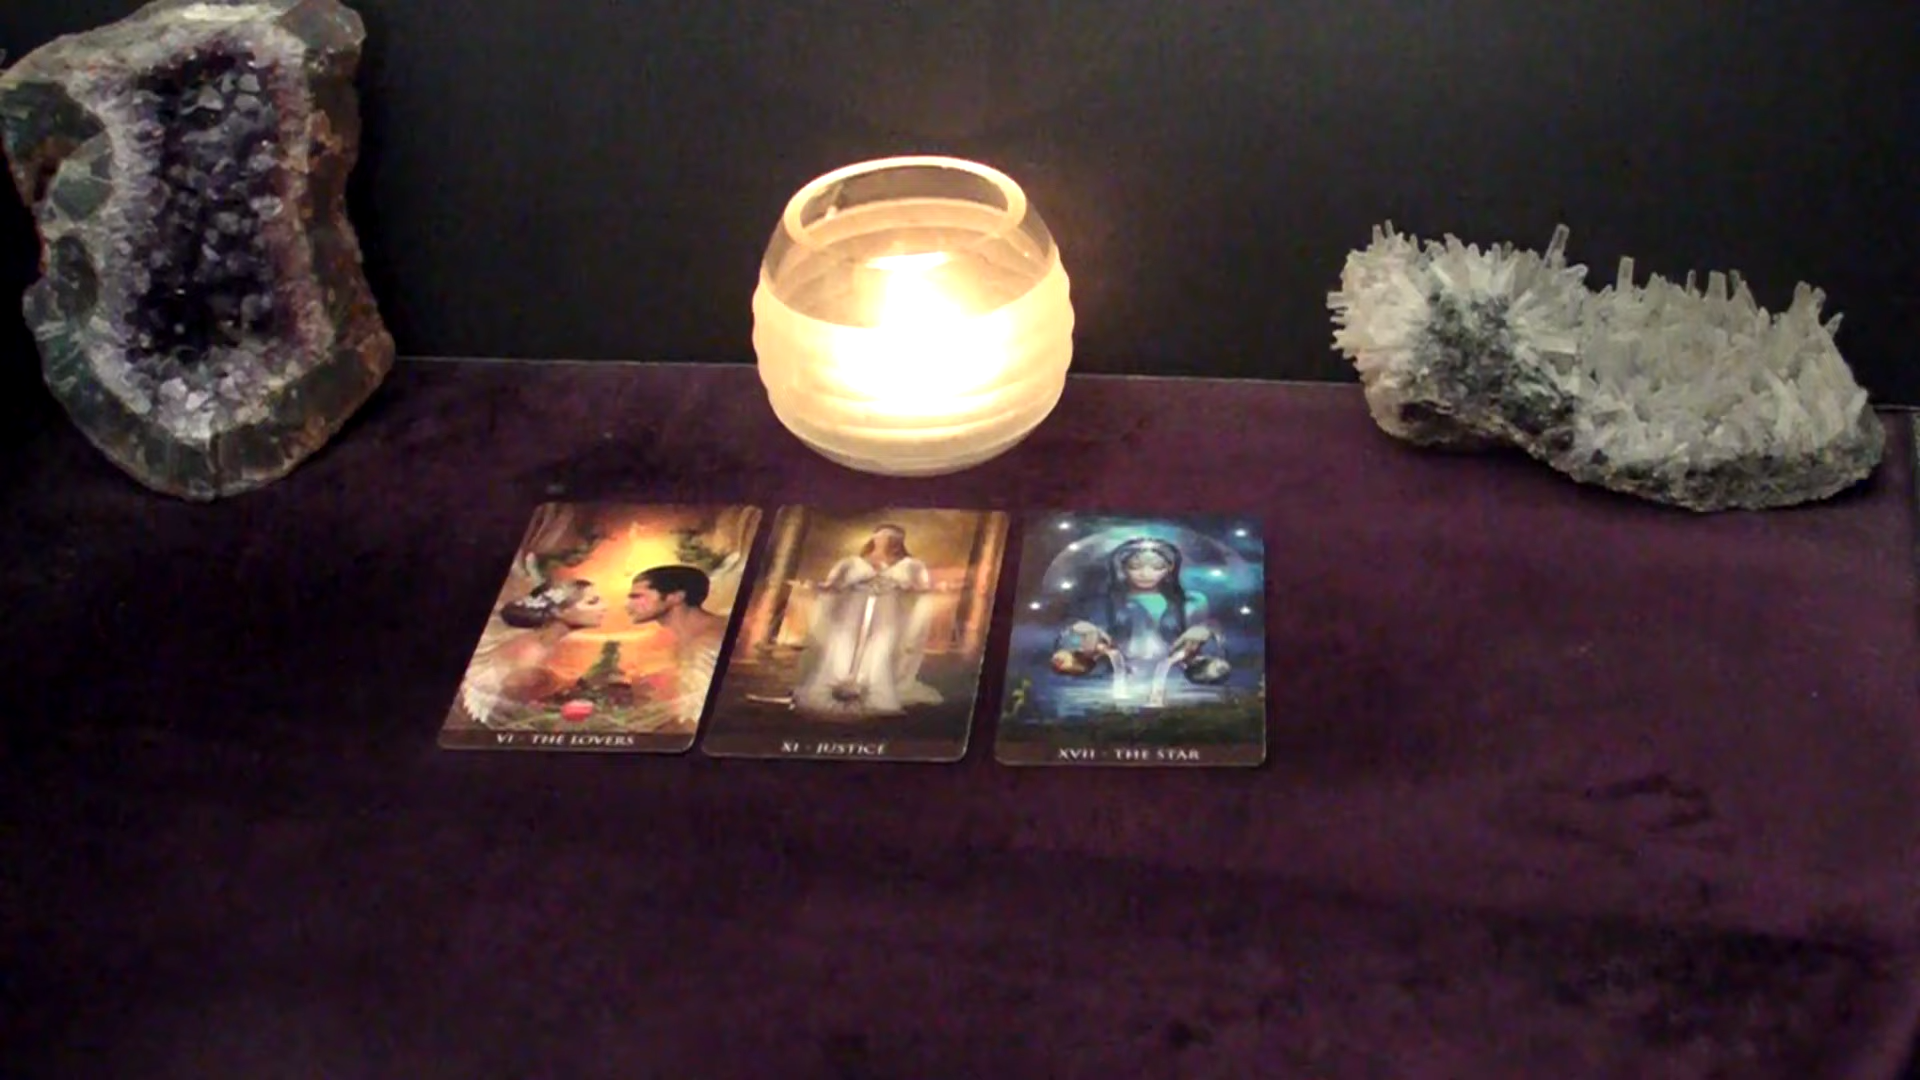 VI · THE LOVERS
XI · JUSTICE
XVII · THE STAR